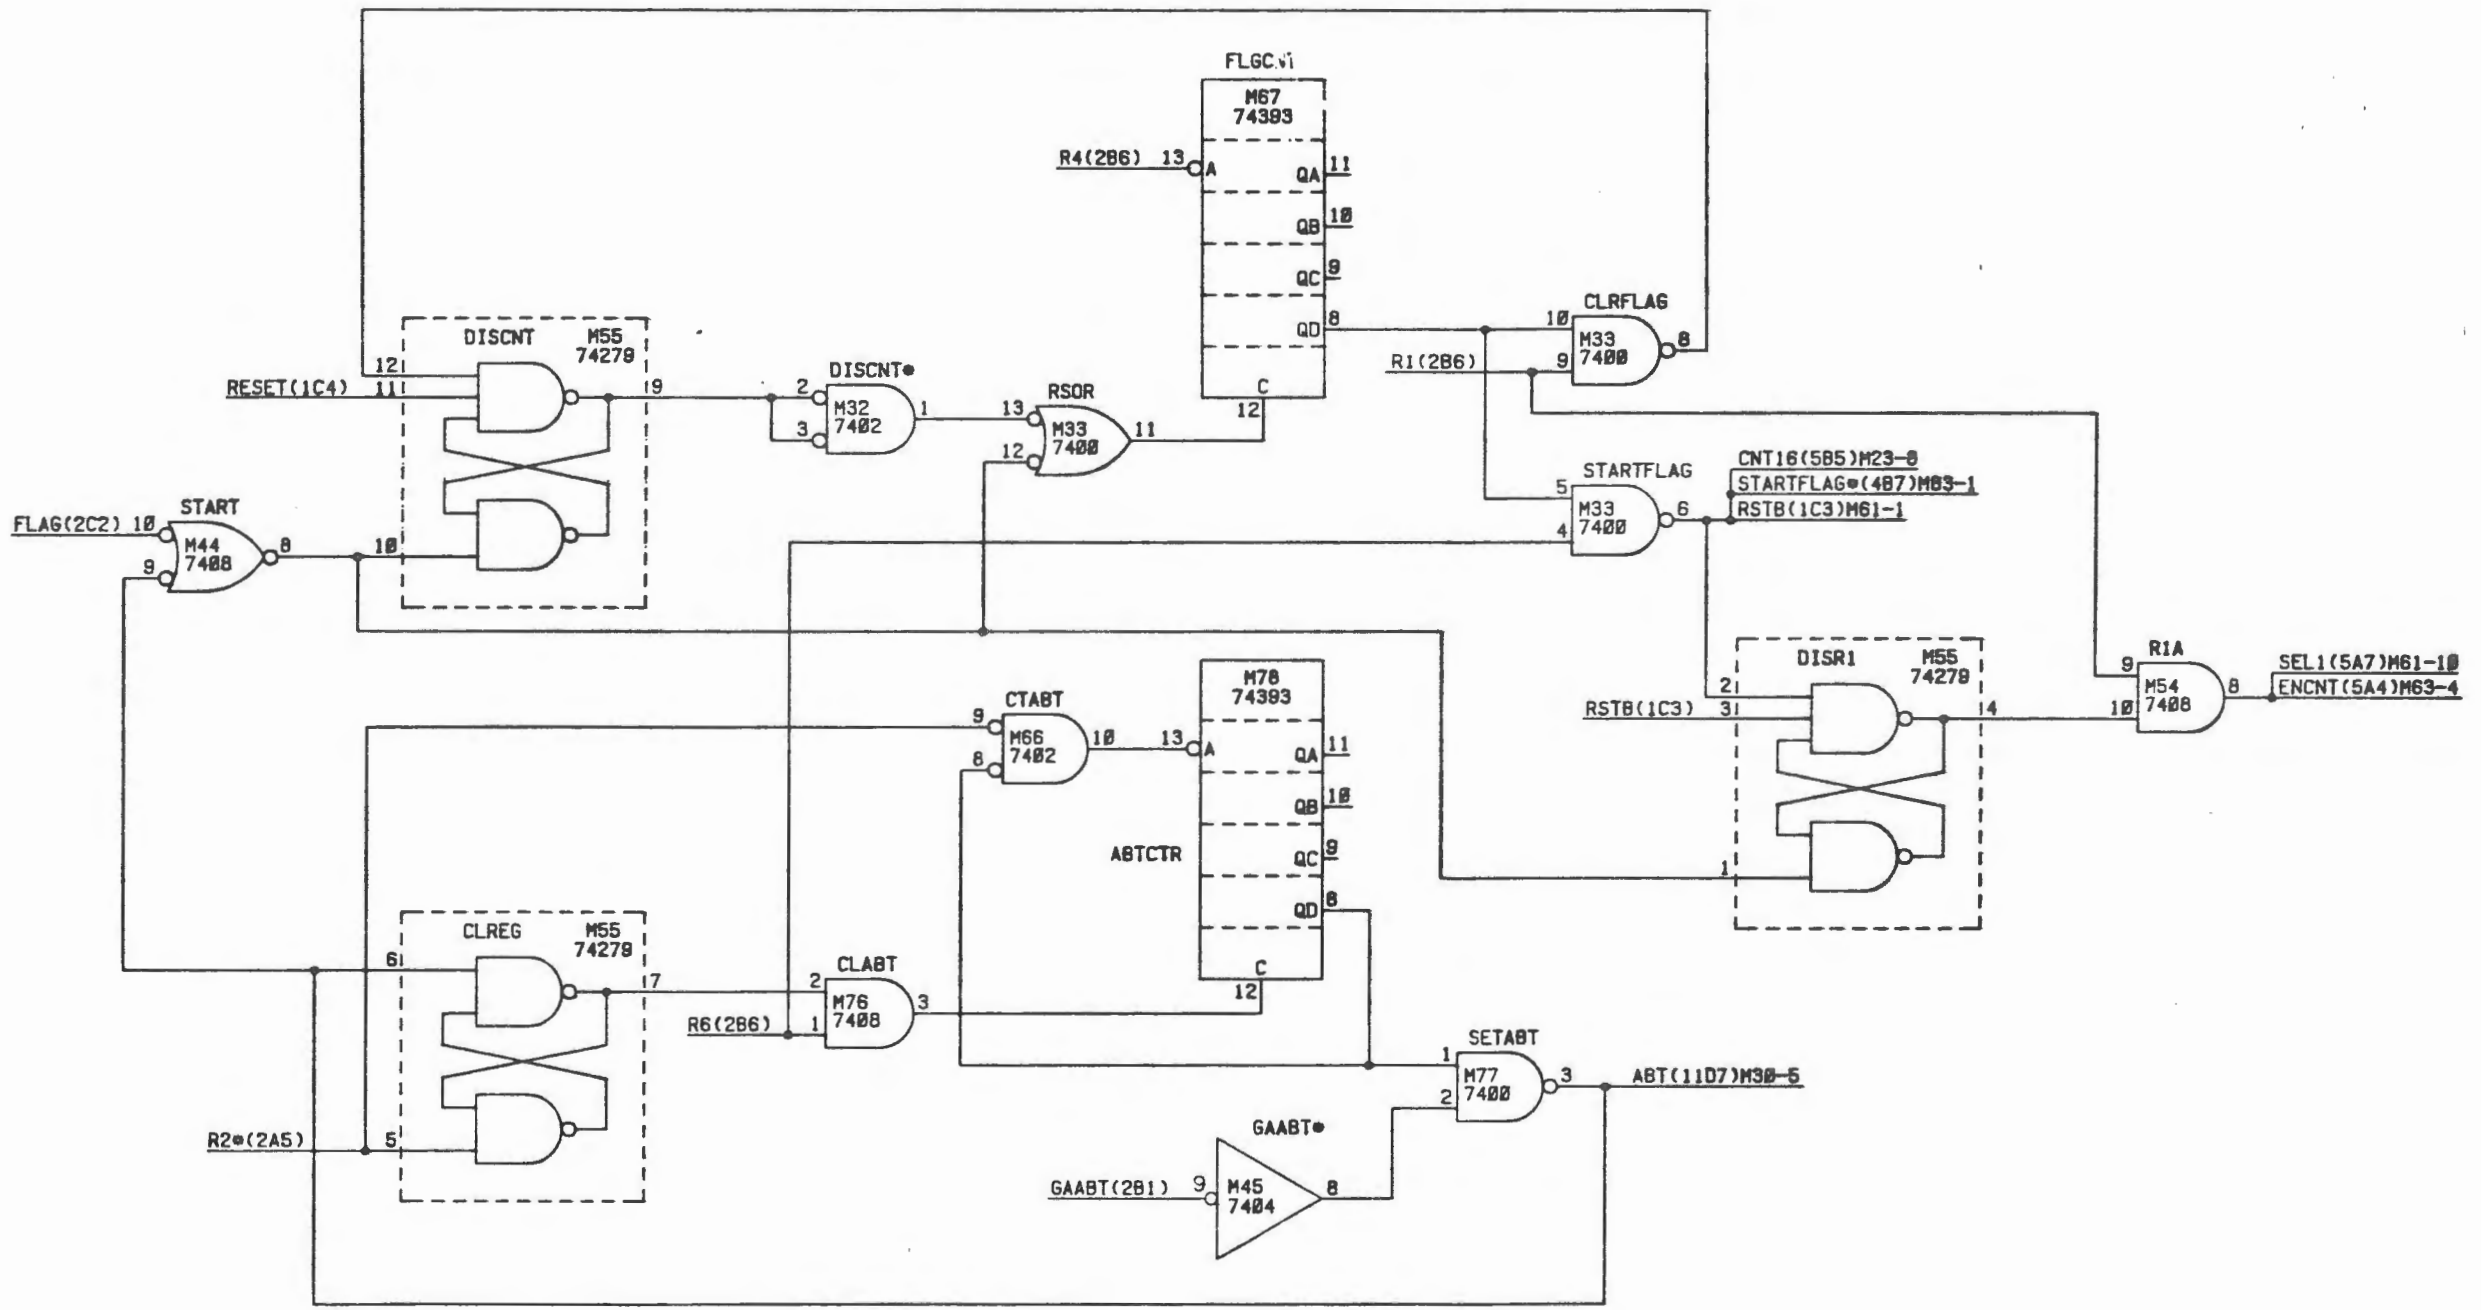 FLGC
M67
74393
R4(2B6) 13
A
QA 11
QB 10
QC 9
QD 8
C
12
CLRFLAG
10
M33
7400
8
R1(2B6)
9
DISCNT M55
74279
12
RESET(1C4) 11
9
10
DISCNT*
2
M32
7402
3
1
RSOR
13
M33
7400
12
11
START
FLAG(2C2) 10
M44
7408
9
8
STARTFLAG
5
M33
7400
4
6
CNT16(5B5)M23-8
STARTFLAG*(4B7)M83-1
RSTB(1C3)M61-1
DISR1 M55
74279
2
RSTB(1C3) 3
4
1
R1A
9
M54
7408
10
8
SEL1(5A7)M61-10
ENCNT(5A4)M63-4
CTABT
9
M66
7402
8
10
M78
74393
13
A
QA 11
QB 10
ABTCTR
QC 9
QD 8
C
12
CLREG M55
74279
6
7
R2*(2A5) 5
CLABT
2
M76
7408
R6(2B6) 1
3
SETABT
1
M77
7400
2
3
ABT(11D7)M30-5
GAABT*
GAABT(2B1) 9
M45
7404
8